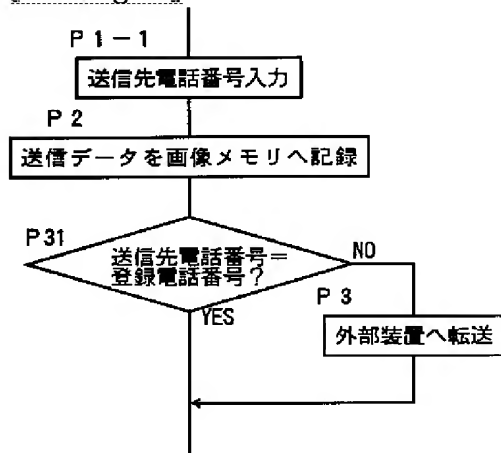 P1-1
送信先電話番号入力
P2
送信データを画像メモリへ記録
P31
送信先電話番号=
登録電話番号?
NO
YES
P3
外部装置へ転送